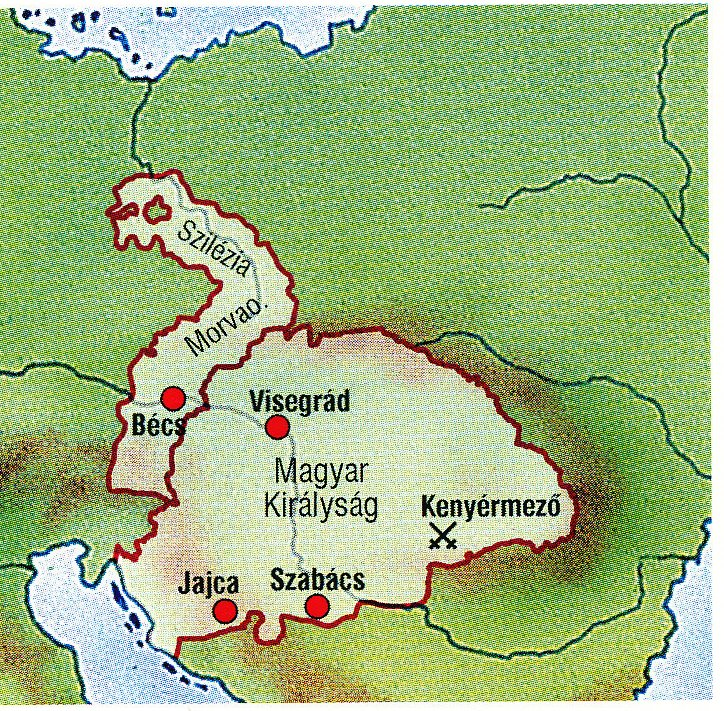 Szilézia
Morvao.
Bécs
Visegrád
Magyar
Királyság
Kenyérmező
Jajca
Szabács